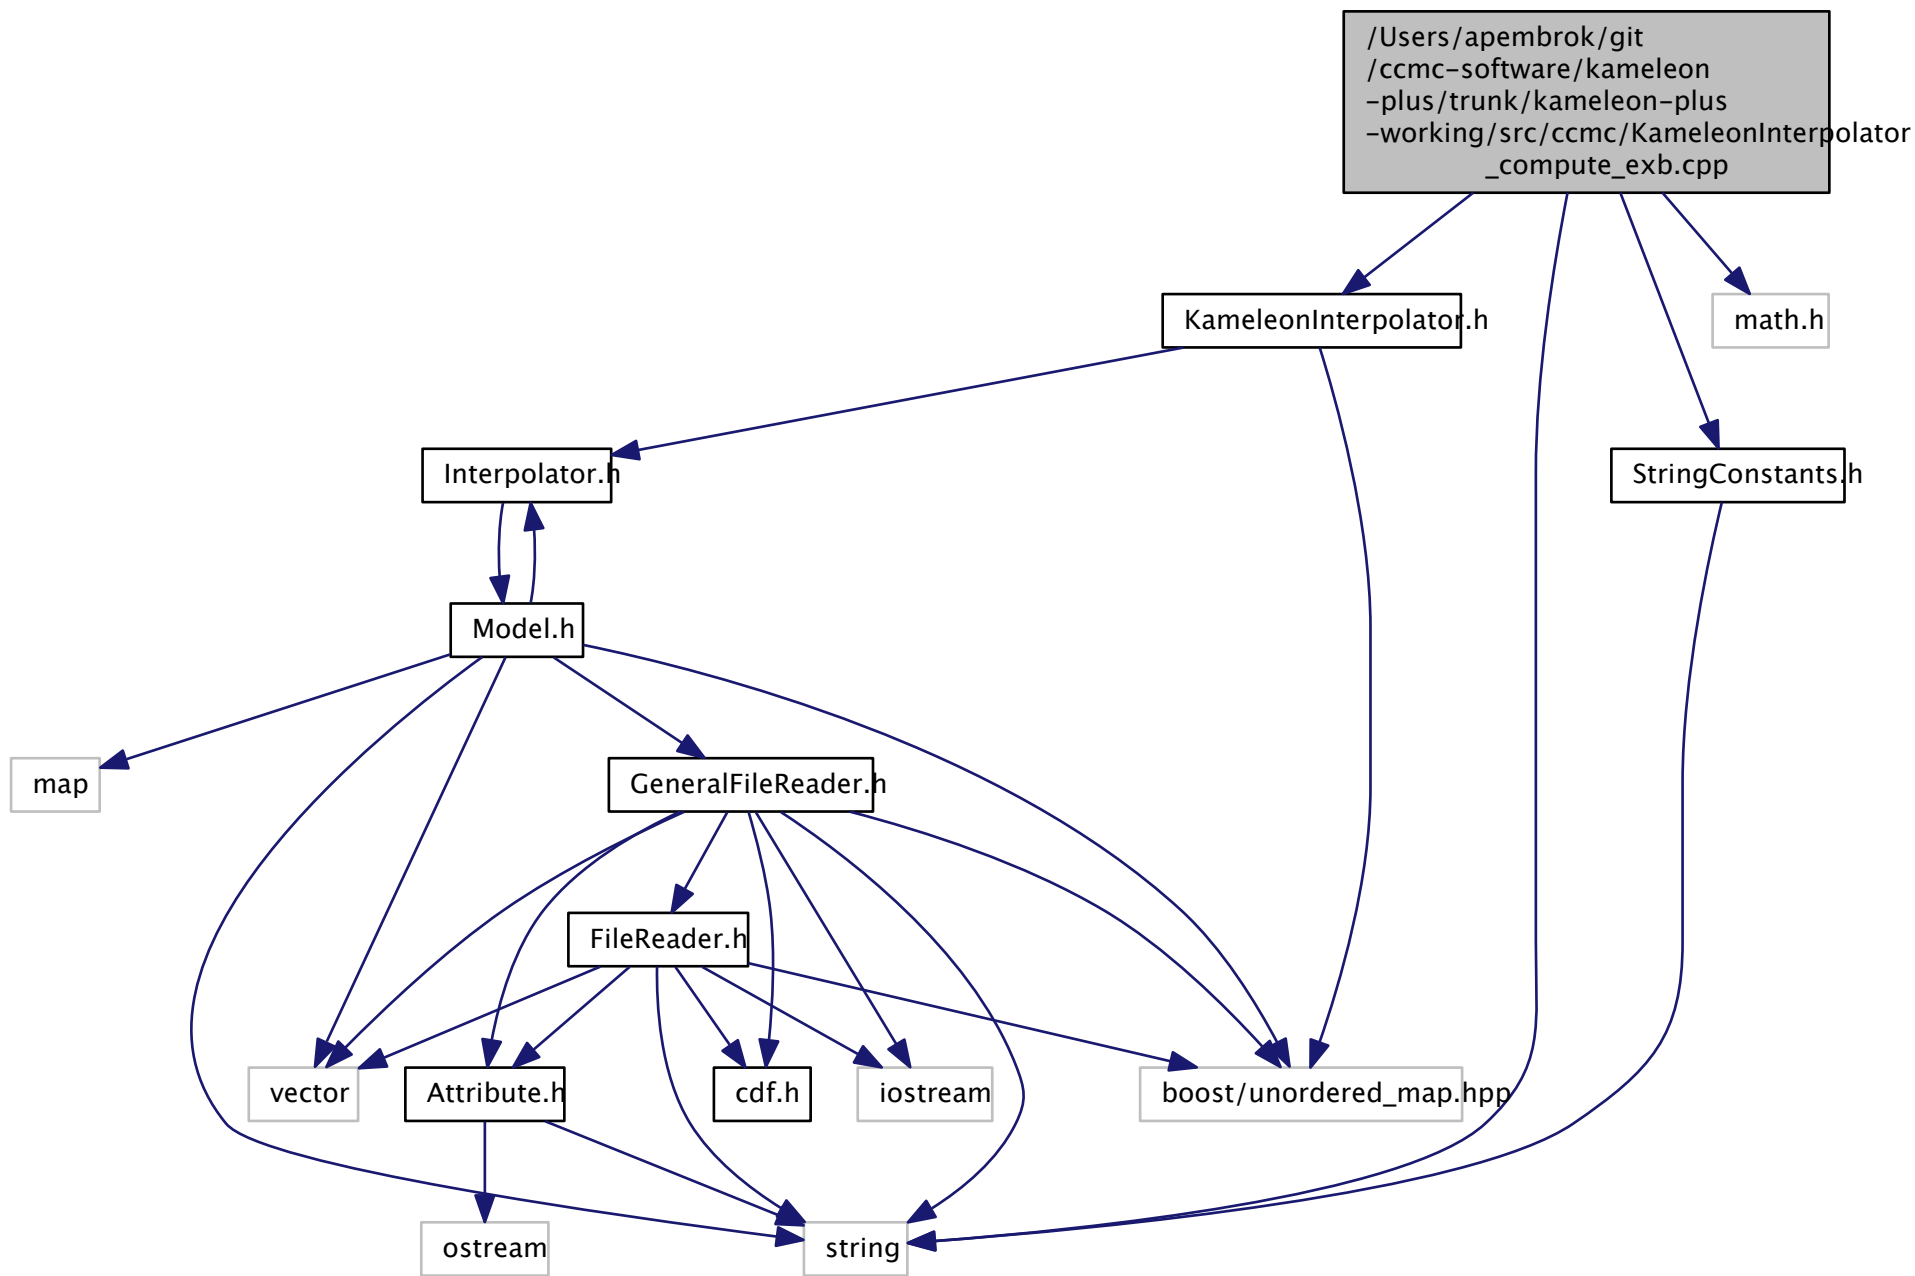 /Users/apembrok/git
/ccmc-software/kameleon
-plus/trunk/kameleon-plus
-working/src/ccmc/KameleonInterpolator
_compute_exb.cpp
KameleonInterpolator.h
math.h
Interpolator.h
StringConstants.h
Model.h
map
GeneralFileReader.h
FileReader.h
vector
Attribute.h
cdf.h
iostream
boost/unordered_map.hpp
ostream
string